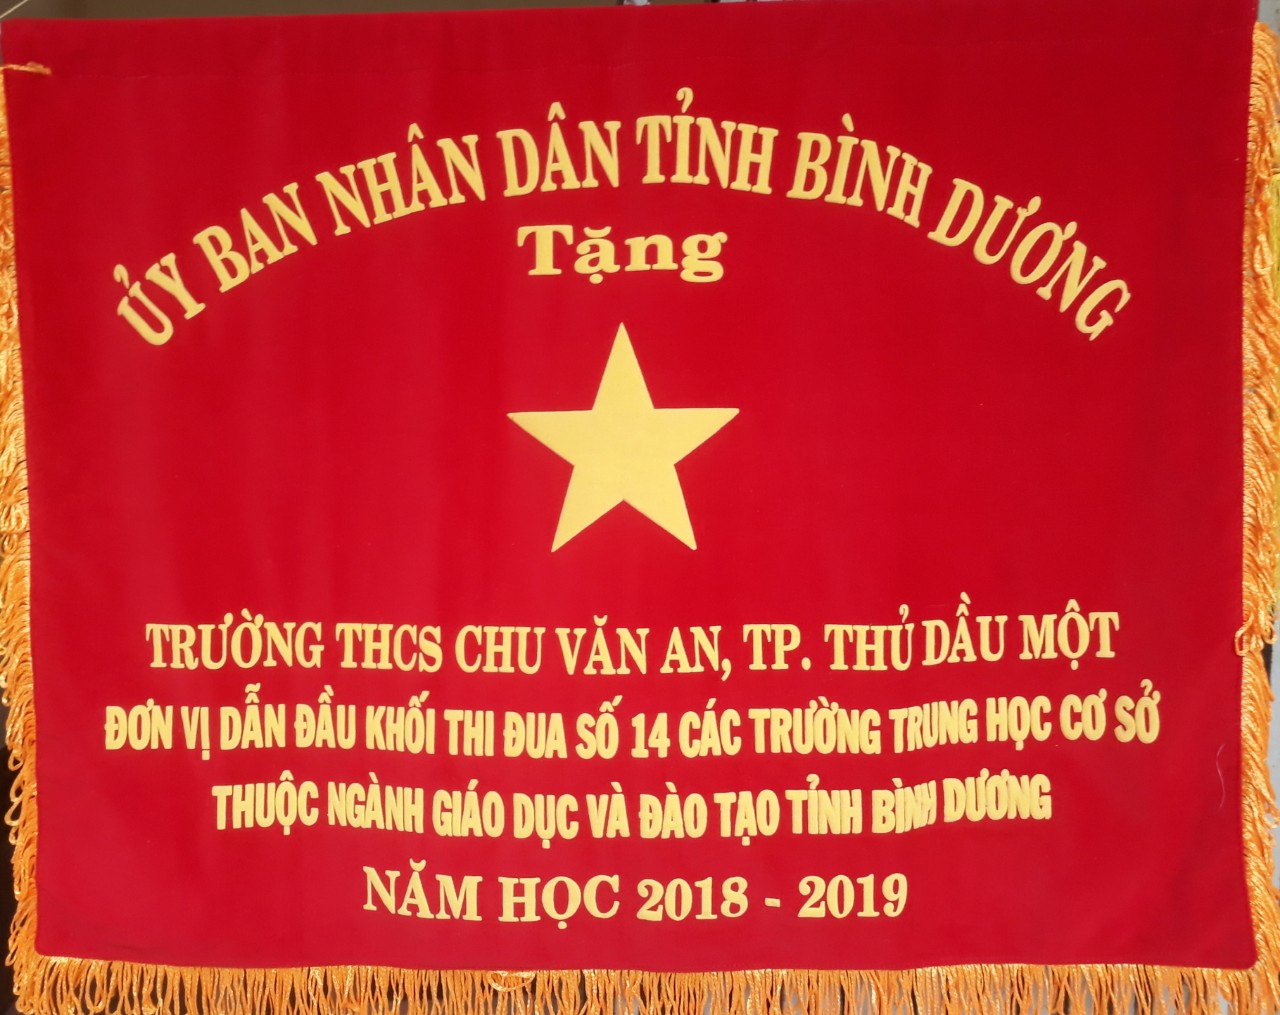 ỦY BAN NHÂN DÂN TỈNH BÌNH DƯƠNG
Tặng
TRƯỜNG THCS CHU VĂN AN, TP. THỦ DẦU MỘT
ĐƠN VỊ DẪN ĐẦU KHỐI THI ĐUA SỐ 14 CÁC TRƯỜNG TRUNG HỌC CƠ SỞ
THUỘC NGÀNH GIÁO DỤC VÀ ĐÀO TẠO TỈNH BÌNH DƯƠNG
NĂM HỌC 2018 - 2019